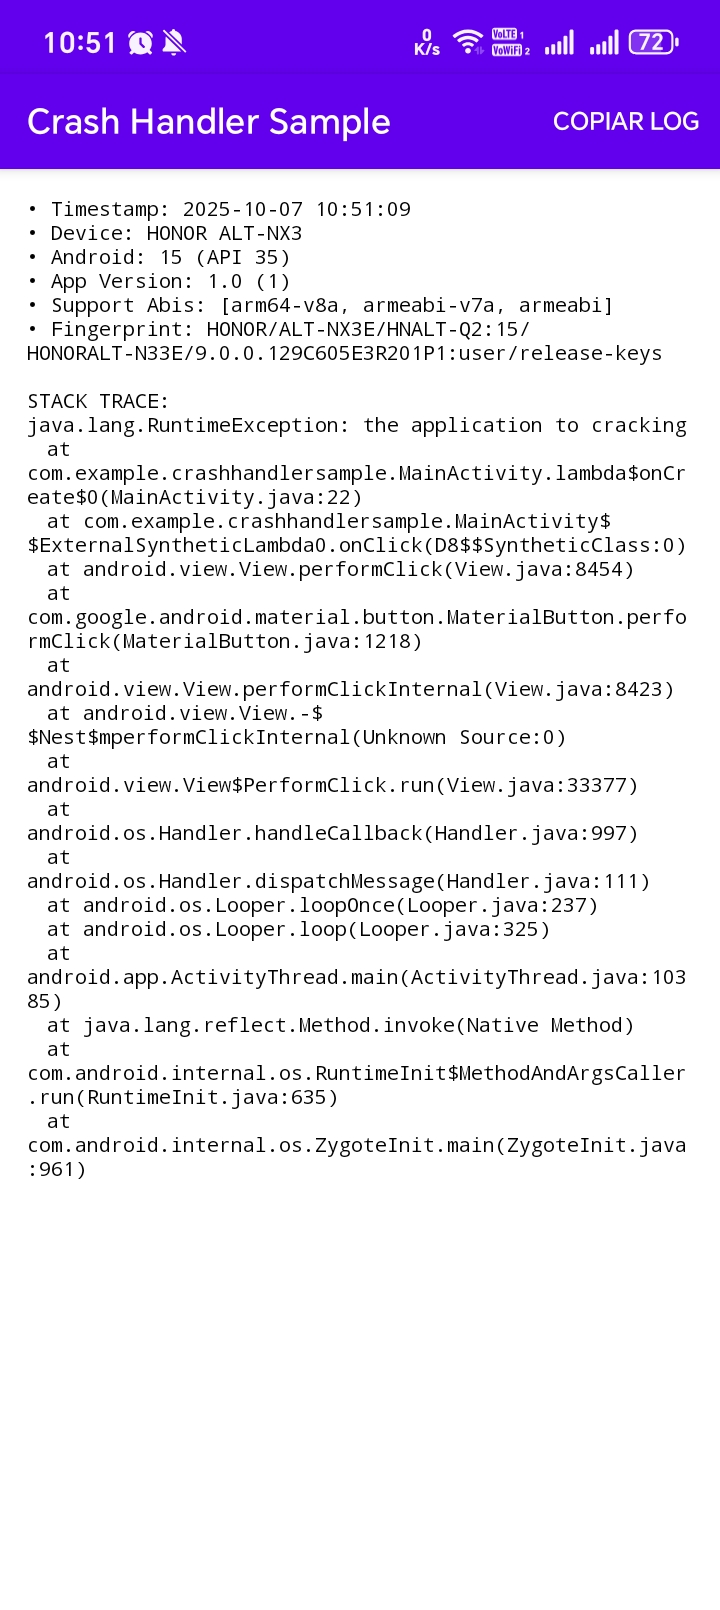 10:51
0 K/s
VoLTE 1
VoWiFi 2
72
Crash Handler Sample
COPIAR LOG
• Timestamp: 2025-10-07 10:51:09
• Device: HONOR ALT-NX3
• Android: 15 (API 35)
• App Version: 1.0 (1)
• Support Abis: [arm64-v8a, armeabi-v7a, armeabi]
• Fingerprint: HONOR/ALT-NX3E/HNALT-Q2:15/
HONORALT-N33E/9.0.0.129C605E3R201P1:user/release-keys
STACK TRACE:
java.lang.RuntimeException: the application to cracking
at
com.example.crashhandlersample.MainActivity.lambda$onCr
eate$0(MainActivity.java:22)
at com.example.crashhandlersample.MainActivity$
$ExternalSyntheticLambda0.onClick(D8$$SyntheticClass:0)
at android.view.View.performClick(View.java:8454)
at
com.google.android.material.button.MaterialButton.perfo
rmClick(MaterialButton.java:1218)
at
android.view.View.performClickInternal(View.java:8423)
at android.view.View.-$
$Nest$mperformClickInternal(Unknown Source:0)
at
android.view.View$PerformClick.run(View.java:33377)
at
android.os.Handler.handleCallback(Handler.java:997)
at
android.os.Handler.dispatchMessage(Handler.java:111)
at android.os.Looper.loopOnce(Looper.java:237)
at android.os.Looper.loop(Looper.java:325)
at
android.app.ActivityThread.main(ActivityThread.java:103
85)
at java.lang.reflect.Method.invoke(Native Method)
at
com.android.internal.os.RuntimeInit$MethodAndArgsCaller
.run(RuntimeInit.java:635)
at
com.android.internal.os.ZygoteInit.main(ZygoteInit.java
:961)